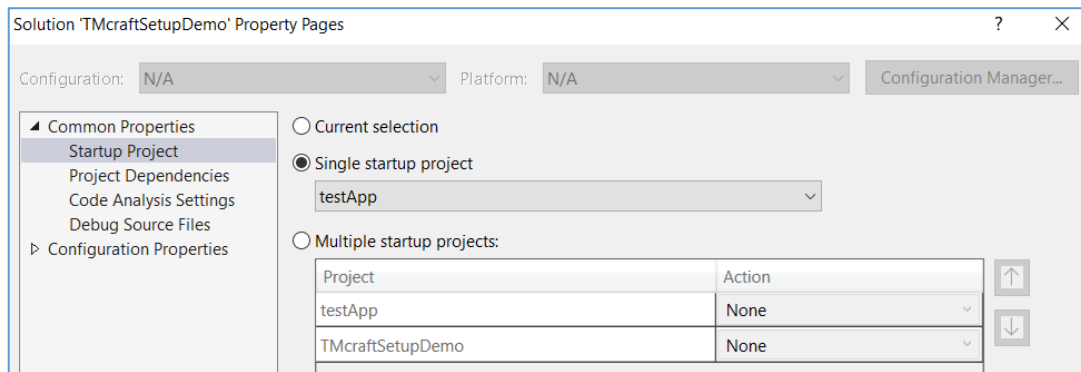 Solution 'TMcraftSetupDemo' Property Pages ?
Configuration: N/A Platform: N/A Configuration Manager...
Common Properties
Startup Project
Project Dependencies
Code Analysis Settings
Debug Source Files
Configuration Properties
Current selection
Single startup project
testApp
Multiple startup projects:
Project Action
testApp None
TMcraftSetupDemo None